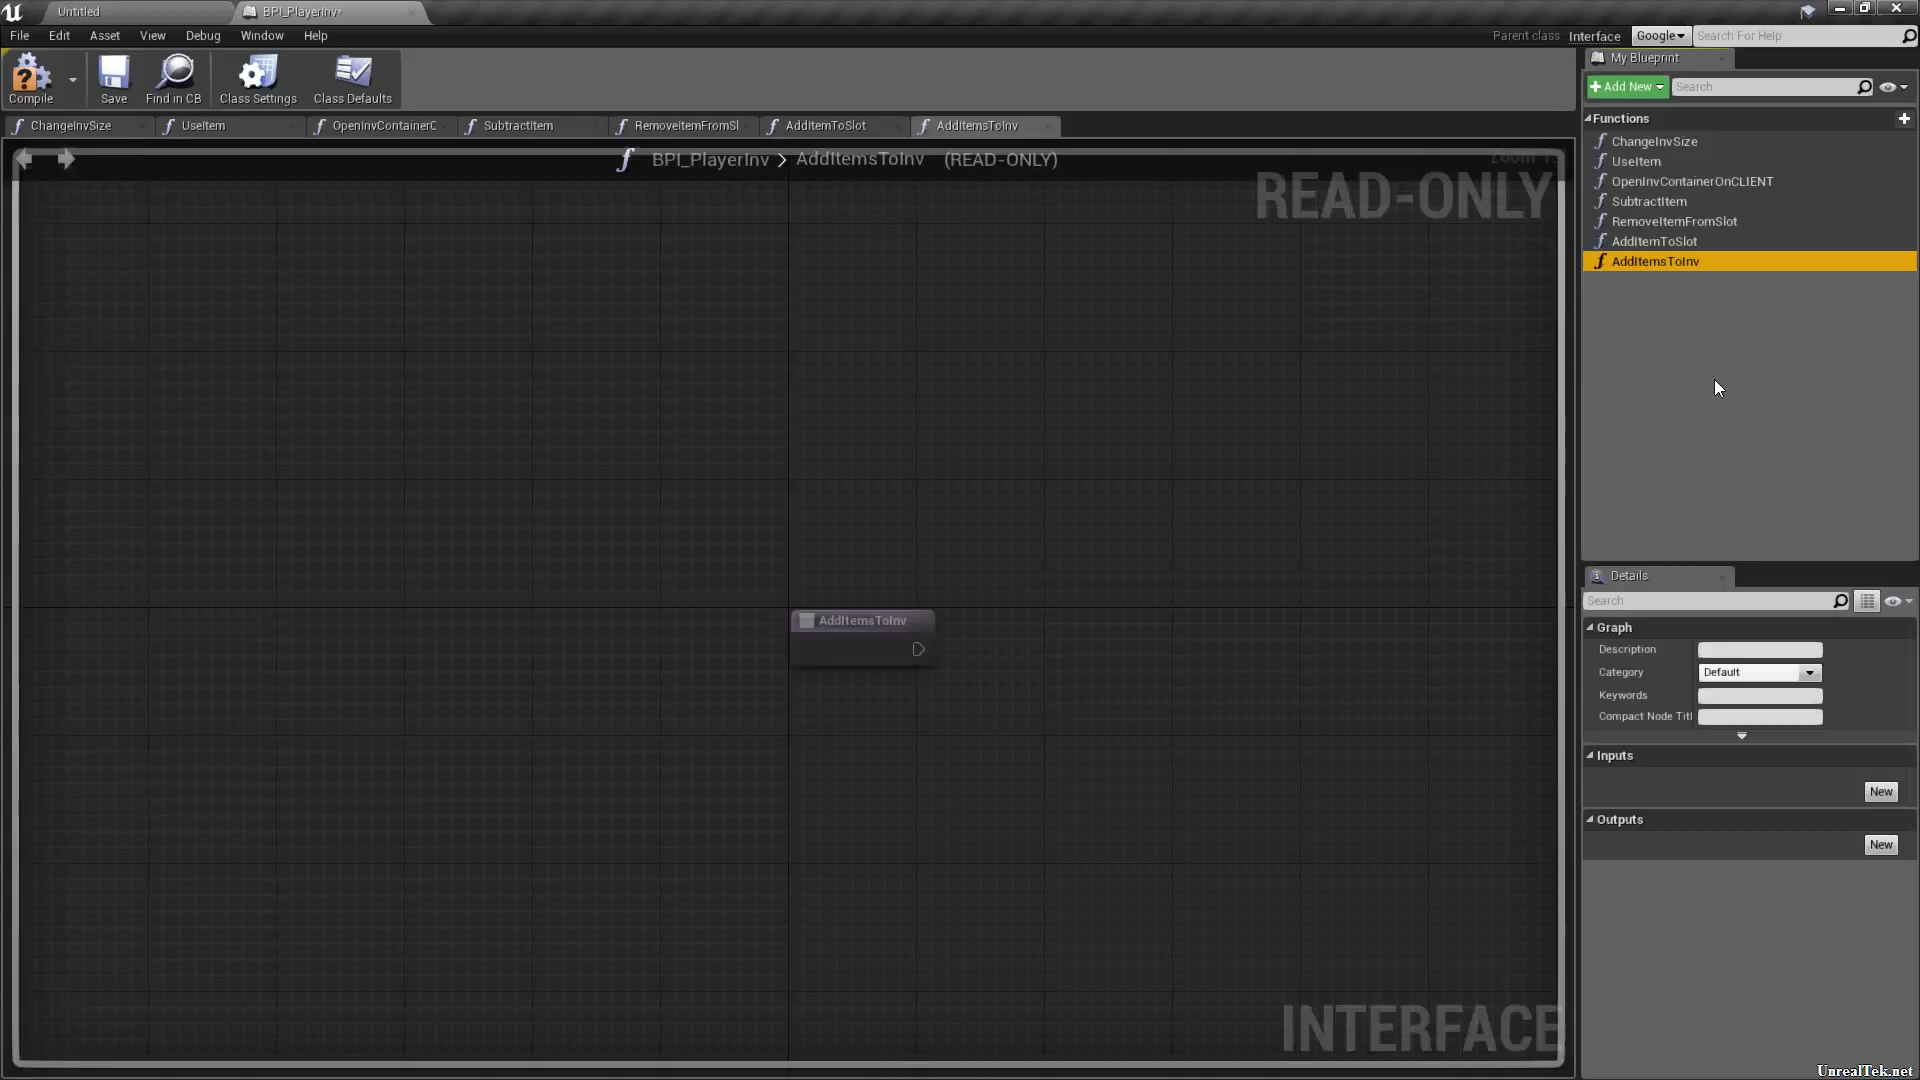 Untitled
BPI_PlayerInv*
File Edit Asset View Debug Window Help
Parent class Interface Google Search For Help
Compile Save Find in CB Class Settings Class Defaults
My Blueprint
Add New Search
ChangeInvSize UseItem OpenInvContainerC SubtractItem RemoveItemFromSl AddItemToSlot AddItemsToInv
Functions
BPI_PlayerInv > AddItemsToInv (READ-ONLY)
READ-ONLY
ChangeInvSize
UseItem
OpenInvContainerOnCLIENT
SubtractItem
RemoveItemFromSlot
AddItemToSlot
AddItemsToInv
AddItemsToInv
Details
Search
Graph
Description
Category Default
Keywords
Compact Node Titl
Inputs
New
Outputs
New
INTERFACE
UnrealTek.net